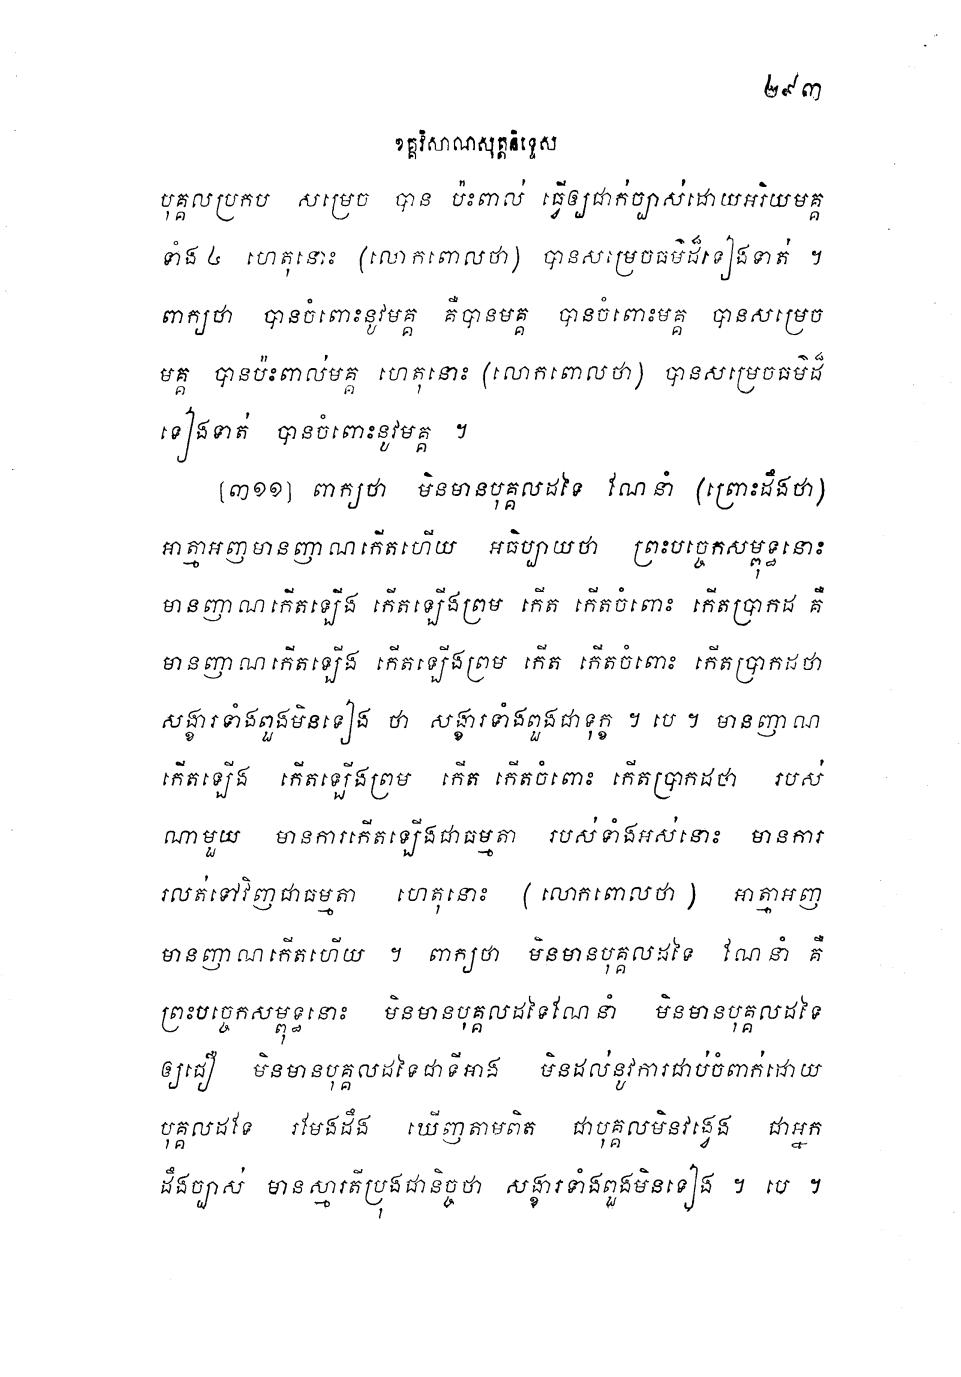 ២៩៣
ខគ្គវិសាណសុត្តនិទ្ទេស
បុគ្គលប្រកប សម្រេច បាន ប៉ះពាល់ ធ្វើឲ្យជាក់ច្បាស់ដោយអរិយមគ្គ
ទាំង ៤ ហេតុនោះ (លោកពោលថា) បានសម្រេចធម៌ដ៏ទៀងទាត់ ។
ពាក្យថា បានចំពោះនូវមគ្គ គឺបានមគ្គ បានចំពោះមគ្គ បានសម្រេច
មគ្គ បានប៉ះពាល់មគ្គ ហេតុនោះ (លោកពោលថា) បានសម្រេចធម៌ដ៏
ទៀងទាត់ បានចំពោះនូវមគ្គ ។
[៣១១] ពាក្យថា មិនមានបុគ្គលដទៃ ណែនាំ (ព្រោះដឹងថា)
អាត្មាអញមានញាណកើតហើយ អធិប្បាយថា ព្រះបច្ចេកសម្ពុទ្ធនោះ
មានញាណកើតឡើង កើតឡើងព្រម កើត កើតចំពោះ កើតប្រាកដ គឺ
មានញាណកើតឡើង កើតឡើងព្រម កើត កើតចំពោះ កើតប្រាកដថា
សង្ខារទាំងពួងមិនទៀង ថា សង្ខារទាំងពួងជាទុក្ខ ។ បេ ។ មានញាណ
កើតឡើង កើតឡើងព្រម កើត កើតចំពោះ កើតប្រាកដថា របស់
ណាមួយ មានការកើតឡើងជាធម្មតា របស់ទាំងអស់នោះ មានការ
រលត់ទៅវិញជាធម្មតា ហេតុនោះ (លោកពោលថា) អាត្មាអញ
មានញាណកើតហើយ ។ ពាក្យថា មិនមានបុគ្គលដទៃ ណែនាំ គឺ
ព្រះបច្ចេកសម្ពុទ្ធនោះ មិនមានបុគ្គលដទៃណែនាំ មិនមានបុគ្គលដទៃ
ឲ្យជឿ មិនមានបុគ្គលដទៃជាទីអាង មិនដល់នូវការជាប់ចំពាក់ដោយ
បុគ្គលដទៃ រមែងដឹង ឃើញតាមពិត ជាបុគ្គលមិនវង្វេង ជាអ្នក
ដឹងច្បាស់ មានស្មារតីប្រុងជានិច្ចថា សង្ខារទាំងពួងមិនទៀង ។ បេ ។